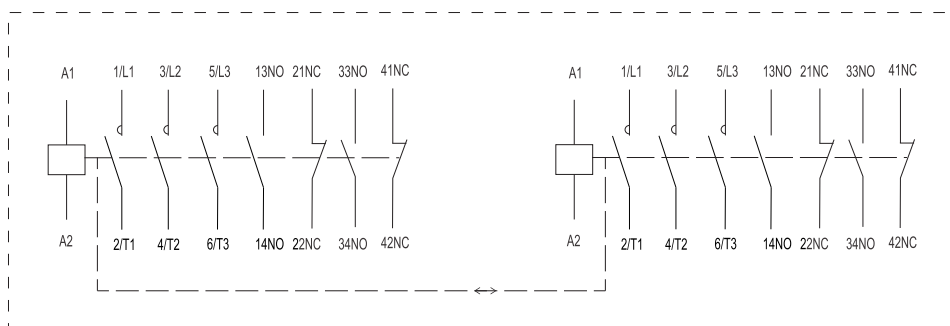 A1 1/L1 3/L2 5/L3 13NO 21NC 33NO 41NC
A2 2/T1 4/T2 6/T3 14NO 22NC 34NO 42NC
A1 1/L1 3/L2 5/L3 13NO 21NC 33NO 41NC
A2 2/T1 4/T2 6/T3 14NO 22NC 34NO 42NC